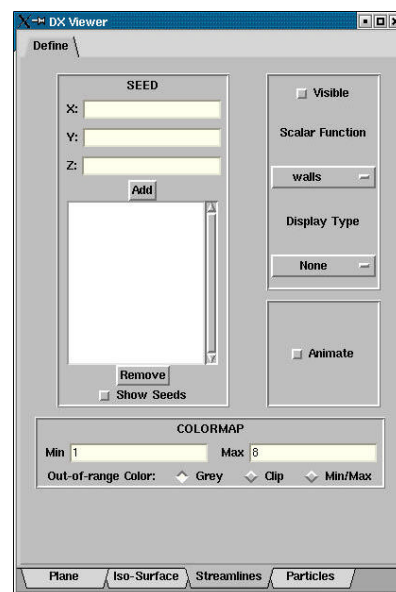 DX Viewer
Define
SEED
X:
Y:
Z:
Add
Remove
Show Seeds
Visible
Scalar Function
walls
Display Type
None
Animate
COLORMAP
Min 1 Max 8
Out-of-range Color: Grey Clip Min/Max
Plane Iso-Surface Streamlines Particles